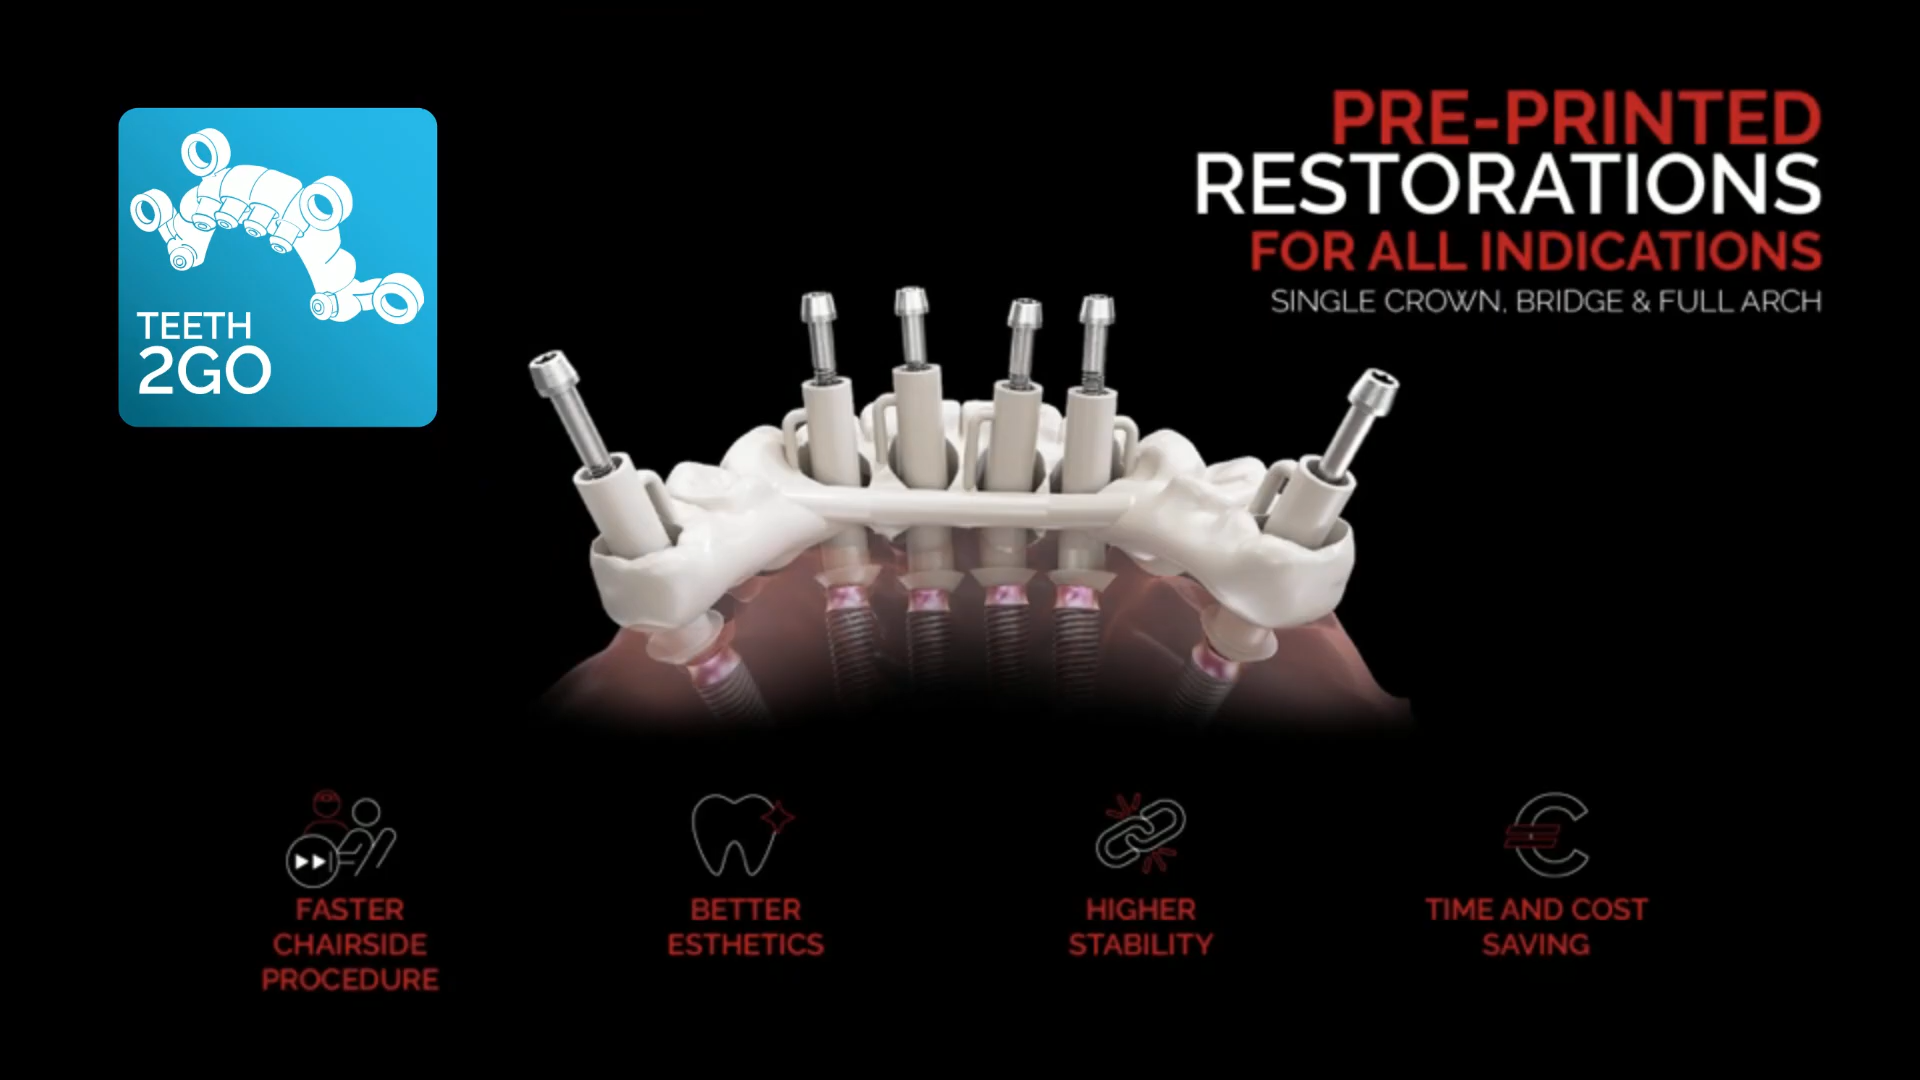 TEETH
2GO
PRE-PRINTED
RESTORATIONS
FOR ALL INDICATIONS
SINGLE CROWN, BRIDGE & FULL ARCH
FASTER
CHAIRSIDE
PROCEDURE
BETTER
ESTHETICS
HIGHER
STABILITY
TIME AND COST
SAVING